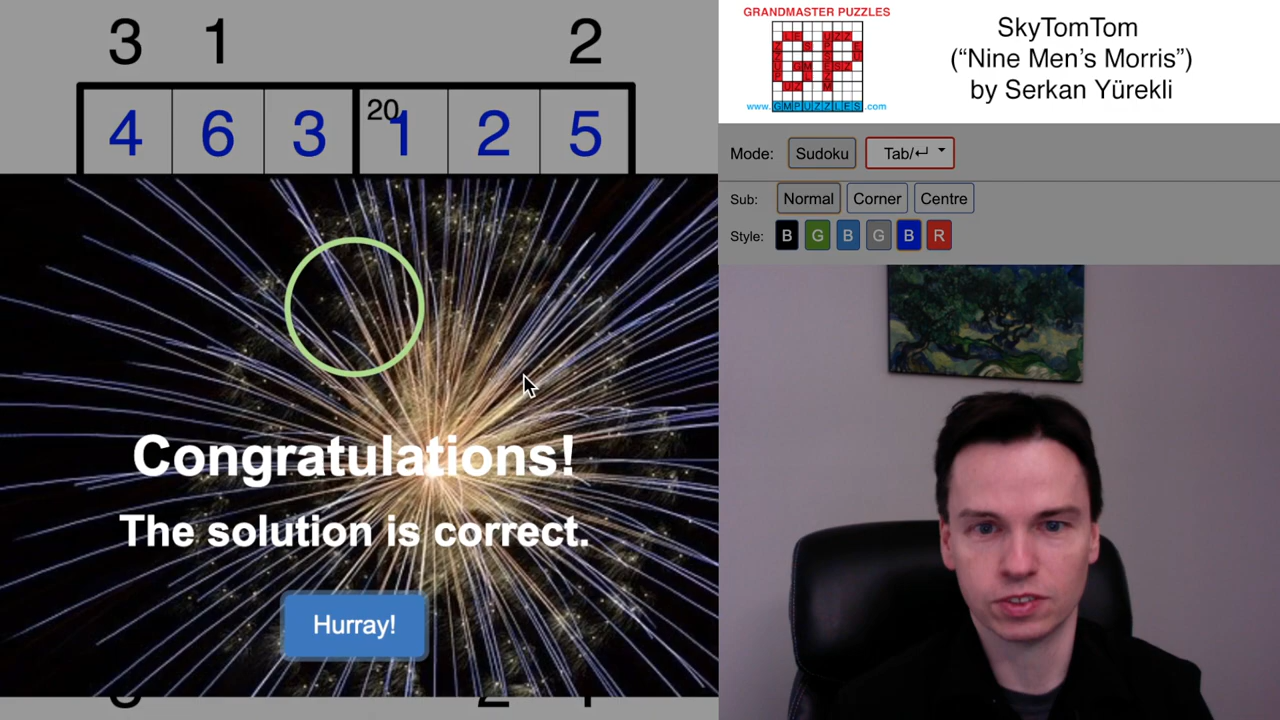 3 1 2
4 6 3 20 1 2 5
Congratulations!
The solution is correct.
Hurray!
GRANDMASTER PUZZLES
GP
www.GMPUZZLES.com
SkyTomTom
(“Nine Men’s Morris”)
by Serkan Yürekli
Mode: Sudoku Tab/↵
Sub: Normal Corner Centre
Style: B G B G B R